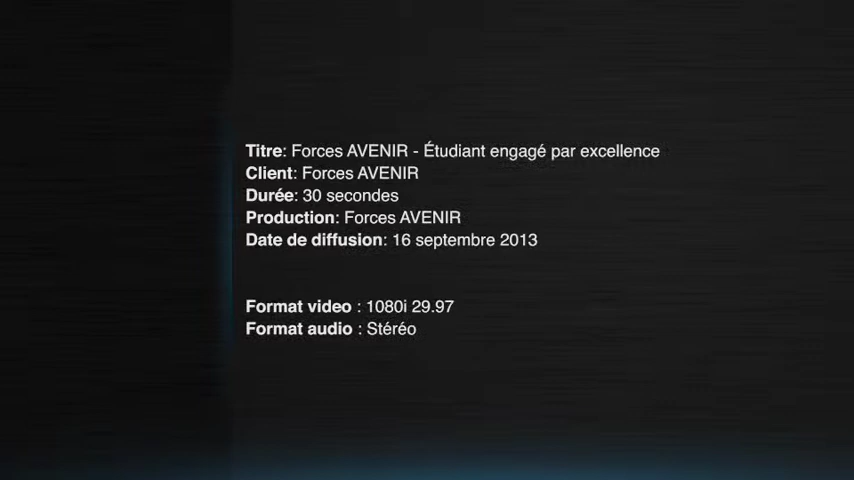 Titre: Forces AVENIR - Étudiant engagé par excellence
Client: Forces AVENIR
Durée: 30 secondes
Production: Forces AVENIR
Date de diffusion: 16 septembre 2013
Format video : 1080i 29.97
Format audio : Stéréo